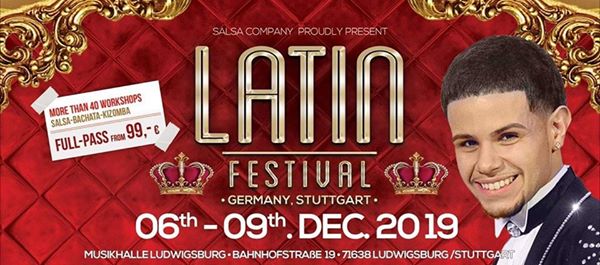 SALSA COMPANY PROUDLY PRESENT
LATIN
FESTIVAL
• GERMANY, STUTTGART •
MORE THAN 40 WORKSHOPS
SALSA-BACHATA-KIZOMBA
FULL-PASS FROM 99,- €
06th - 09th. DEC. 2019
MUSIKHALLE LUDWIGSBURG • BAHNHOFSTRAßE 19 • 71638 LUDWIGSBURG /STUTTGART